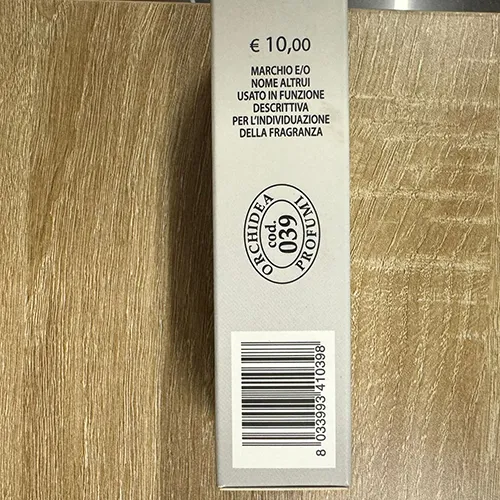 € 10,00
MARCHIO E/O
NOME ALTRUI
USATO IN FUNZIONE
DESCRITTIVA
PER L'INDIVIDUAZIONE
DELLA FRAGRANZA
ORCHIDEA
cod.
039
PROFUMI
8 033993 410398